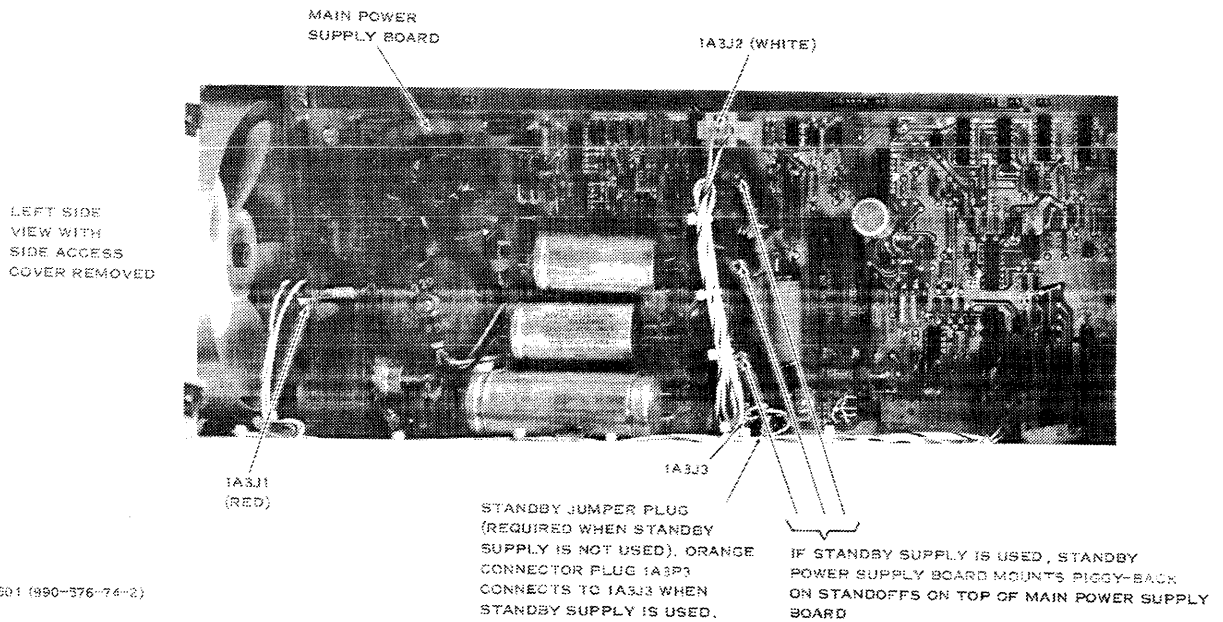 MAIN POWER
SUPPLY BOARD
1A3J2 (WHITE)
LEFT SIDE
VIEW WITH
SIDE ACCESS
COVER REMOVED
1A3J1
(RED)
1A3J3
STANDBY JUMPER PLUG
(REQUIRED WHEN STANDBY
SUPPLY IS NOT USED). ORANGE
CONNECTOR PLUG 1A3P3
CONNECTS TO 1A3J3 WHEN
STANDBY SUPPLY IS USED.
IF STANDBY SUPPLY IS USED, STANDBY
POWER SUPPLY BOARD MOUNTS PIGGY-BACK
ON STANDOFFS ON TOP OF MAIN POWER SUPPLY
BOARD
(990-576-74-2)